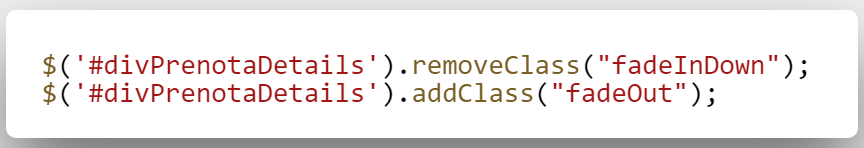 $('#divPrenotaDetails').removeClass("fadeInDown");
$('#divPrenotaDetails').addClass("fadeOut");